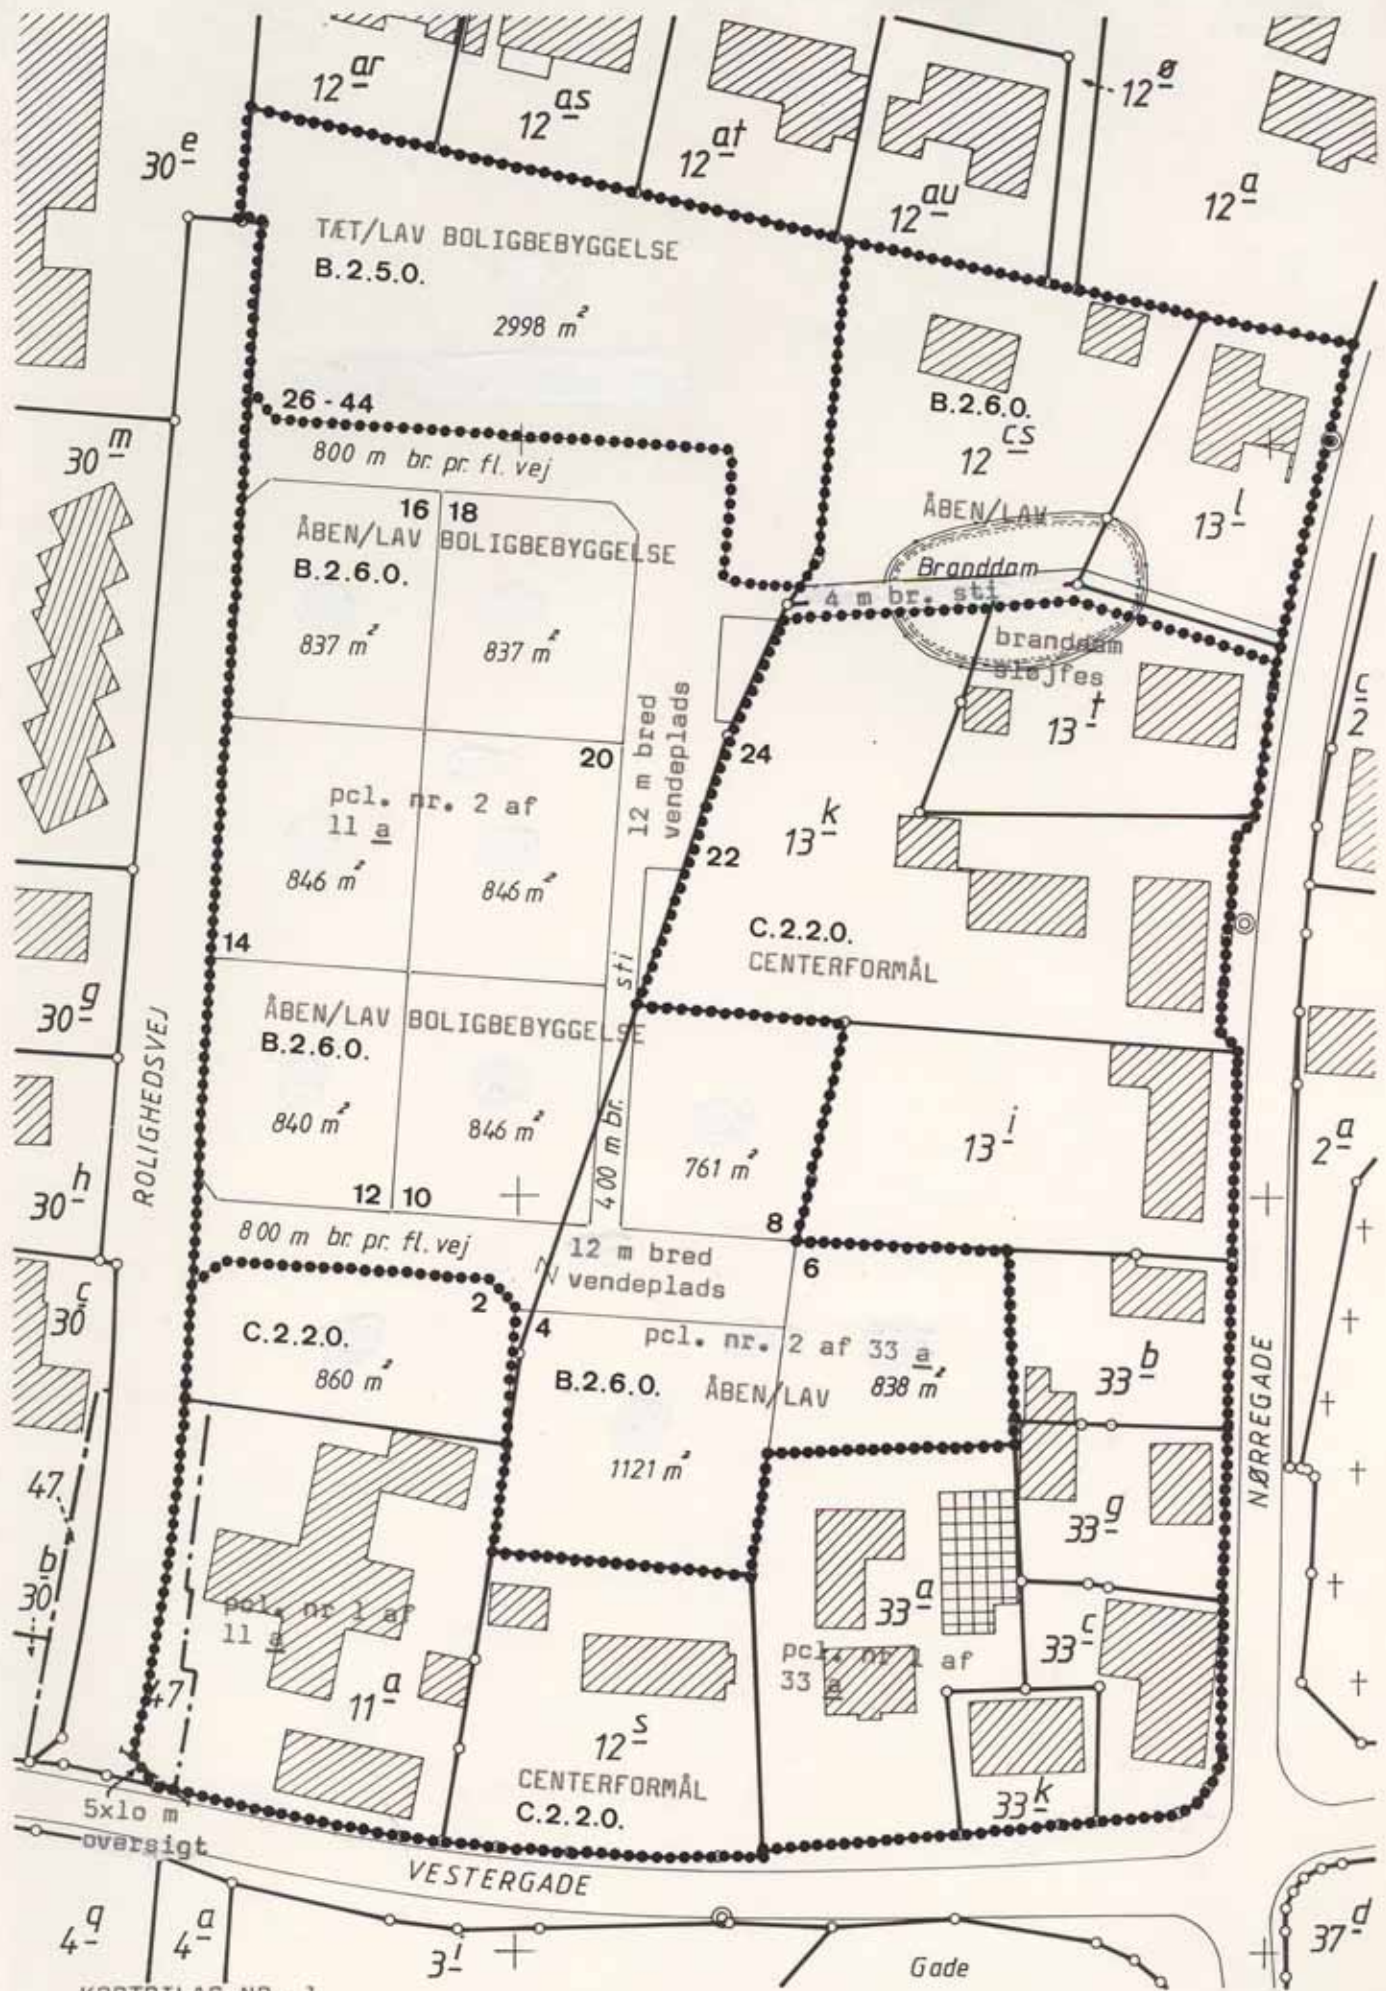 12 ar
12 as
12 at
12 au
12 ø
12 a
30 e
TÆT/LAV BOLIGBEBYGGELSE
B.2.5.0.
2998 m²
26 - 44
800 m br. pr. fl. vej
30 m
B.2.6.0.
12 cs
ÅBEN/LAV
13 l
Branddam
4 m br. sti
branddam
sløjfes
13 t
16 18
ÅBEN/LAV BOLIGBEBYGGELSE
B.2.6.0.
837 m²
837 m²
12 m bred
vendeplads
20
24
pcl. nr. 2 af
11 a
13 k
22
846 m²
846 m²
c
2
14
C.2.2.0.
CENTERFORMÅL
sti
30 g
ROLIGHEDSVEJ
ÅBEN/LAV BOLIGBEBYGGELSE
B.2.6.0.
840 m²
846 m²
400 m br.
761 m²
13 i
2 a
30 h
12 10
8
800 m br. pr. fl. vej
12 m bred
vendeplads
6
30 c
2
4
C.2.2.0.
860 m²
pcl. nr. 2 af 33 a
B.2.6.0.
ÅBEN/LAV
838 m²
33 b
NØRREGADE
1121 m²
47
33 g
30 b
pcl. nr 1 af
11 a
33 a
33 c
pcl. nr 1 af
33 a
47
11 a
12 s
CENTERFORMÅL
C.2.2.0.
33 k
5x10 m
oversigt
VESTERGADE
4 q
4 a
3 i
Gade
37 d